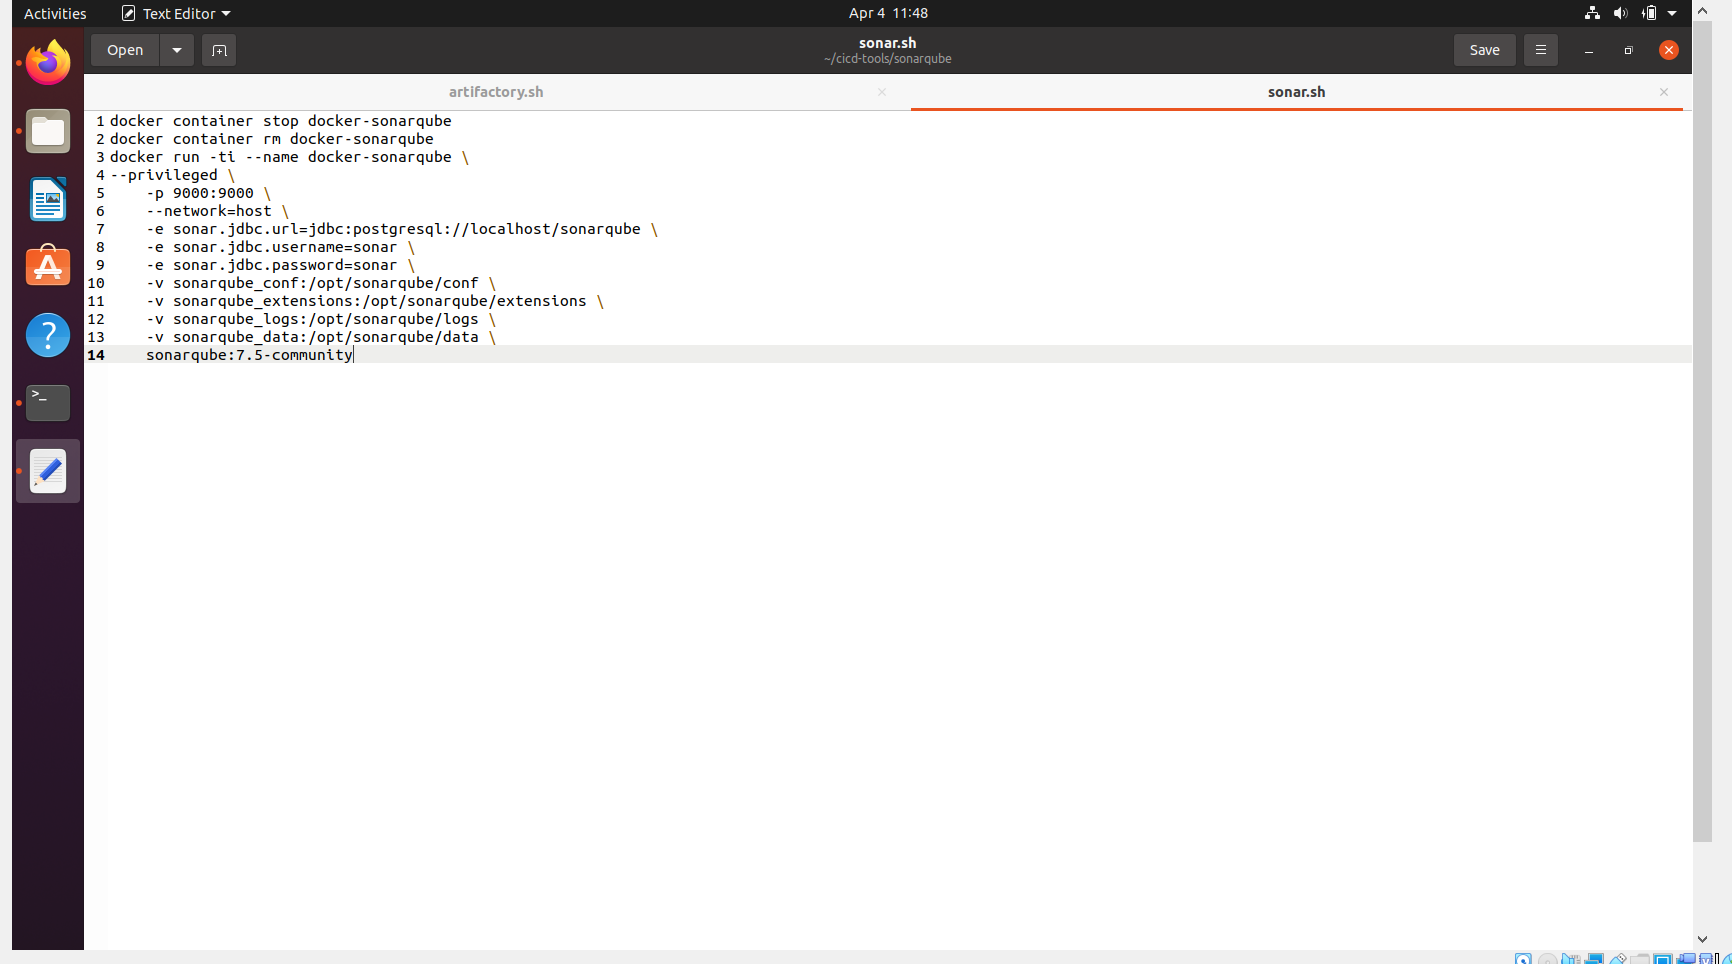 Activities
Text Editor
Apr 4 11:48
Open
sonar.sh
~/cicd-tools/sonarqube
Save
artifactory.sh
sonar.sh
1 docker container stop docker-sonarqube
2 docker container rm docker-sonarqube
3 docker run -ti --name docker-sonarqube \
4 --privileged \
5     -p 9000:9000 \
6     --network=host \
7     -e sonar.jdbc.url=jdbc:postgresql://localhost/sonarqube \
8     -e sonar.jdbc.username=sonar \
9     -e sonar.jdbc.password=sonar \
10     -v sonarqube_conf:/opt/sonarqube/conf \
11     -v sonarqube_extensions:/opt/sonarqube/extensions \
12     -v sonarqube_logs:/opt/sonarqube/logs \
13     -v sonarqube_data:/opt/sonarqube/data \
14     sonarqube:7.5-community